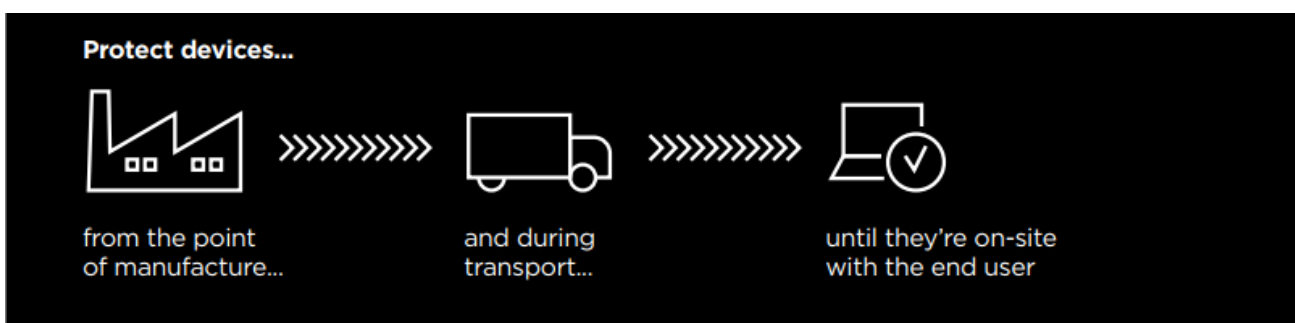 Protect devices...
from the point
of manufacture...
and during
transport...
until they’re on-site
with the end user